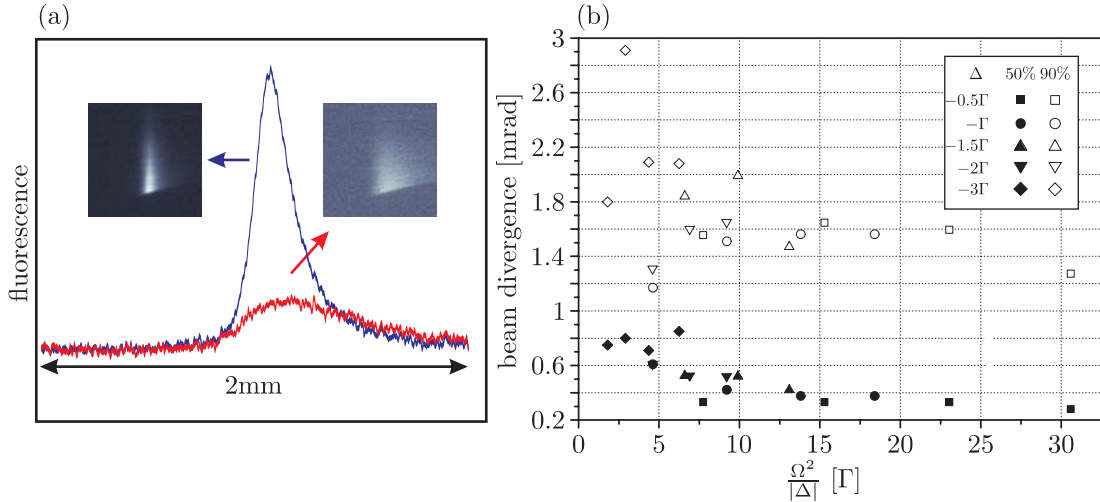 (a)
fluorescence
2mm
(b)
beam divergence [mrad]
3
2.6
2.2
1.8
1.4
1
0.6
0.2
0 5 10 15 20 25 30
Ω²/|Δ| [Γ]
△ 50% 90%
−0.5Γ ■ □
−Γ ● ○
−1.5Γ ▲ △
−2Γ ▼ ▽
−3Γ ◆ ◇